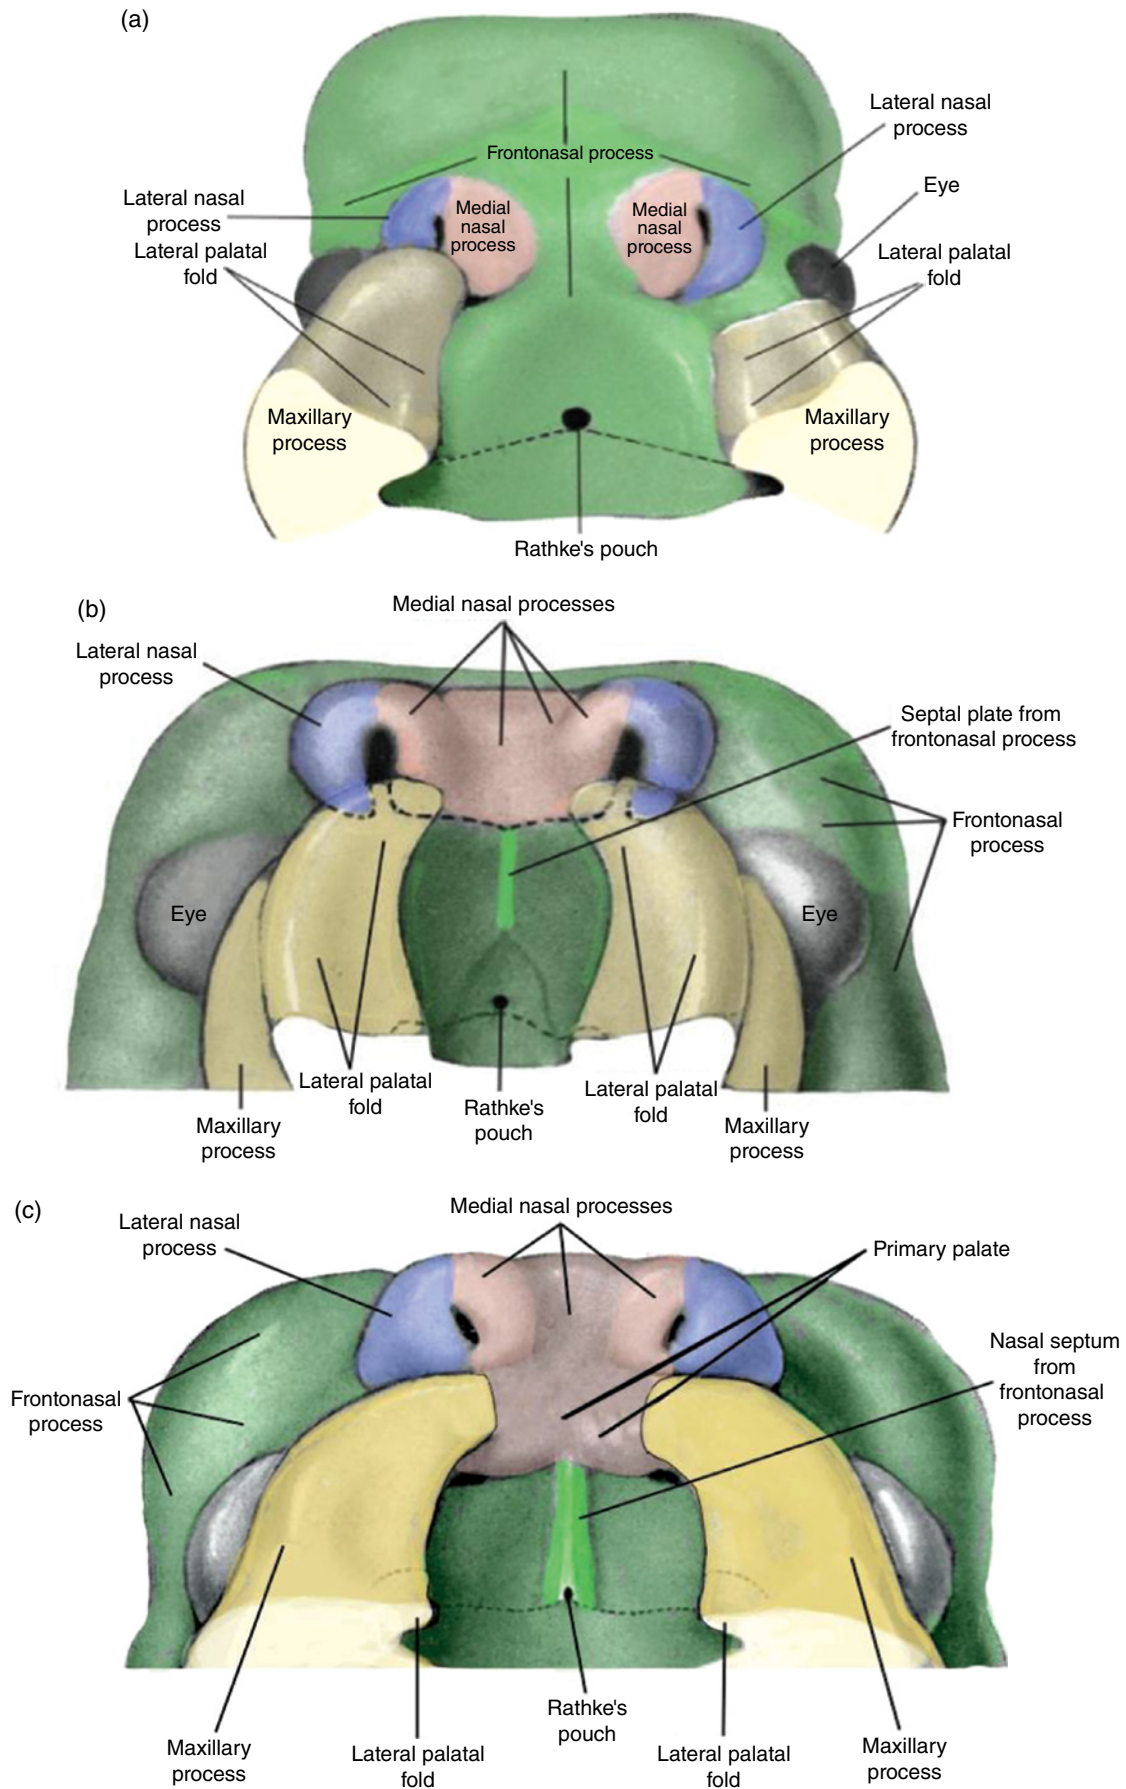 (a)
Lateral nasal
process
Frontonasal process
Eye
Lateral nasal
process
Medial
nasal
process
Medial
nasal
process
Lateral palatal
fold
Lateral palatal
fold
Maxillary
process
Maxillary
process
Rathke's pouch
(b)
Medial nasal processes
Lateral nasal
process
Septal plate from
frontonasal process
Frontonasal
process
Eye
Eye
Lateral palatal
fold
Rathke's
pouch
Lateral palatal
fold
Maxillary
process
Maxillary
process
(c)
Medial nasal processes
Lateral nasal
process
Primary palate
Nasal septum
from
frontonasal
process
Frontonasal
process
Rathke's
pouch
Maxillary
process
Lateral palatal
fold
Lateral palatal
fold
Maxillary
process